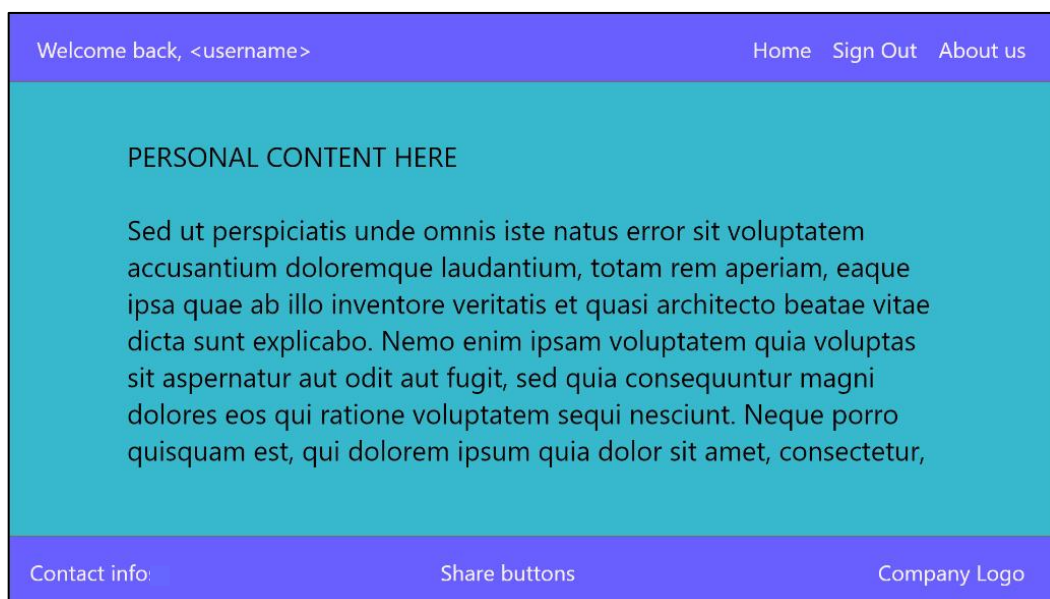 Welcome back, <username> Home Sign Out About us
PERSONAL CONTENT HERE
Sed ut perspiciatis unde omnis iste natus error sit voluptatem
accusantium doloremque laudantium, totam rem aperiam, eaque
ipsa quae ab illo inventore veritatis et quasi architecto beatae vitae
dicta sunt explicabo. Nemo enim ipsam voluptatem quia voluptas
sit aspernatur aut odit aut fugit, sed quia consequuntur magni
dolores eos qui ratione voluptatem sequi nesciunt. Neque porro
quisquam est, qui dolorem ipsum quia dolor sit amet, consectetur,
Contact info: Share buttons Company Logo